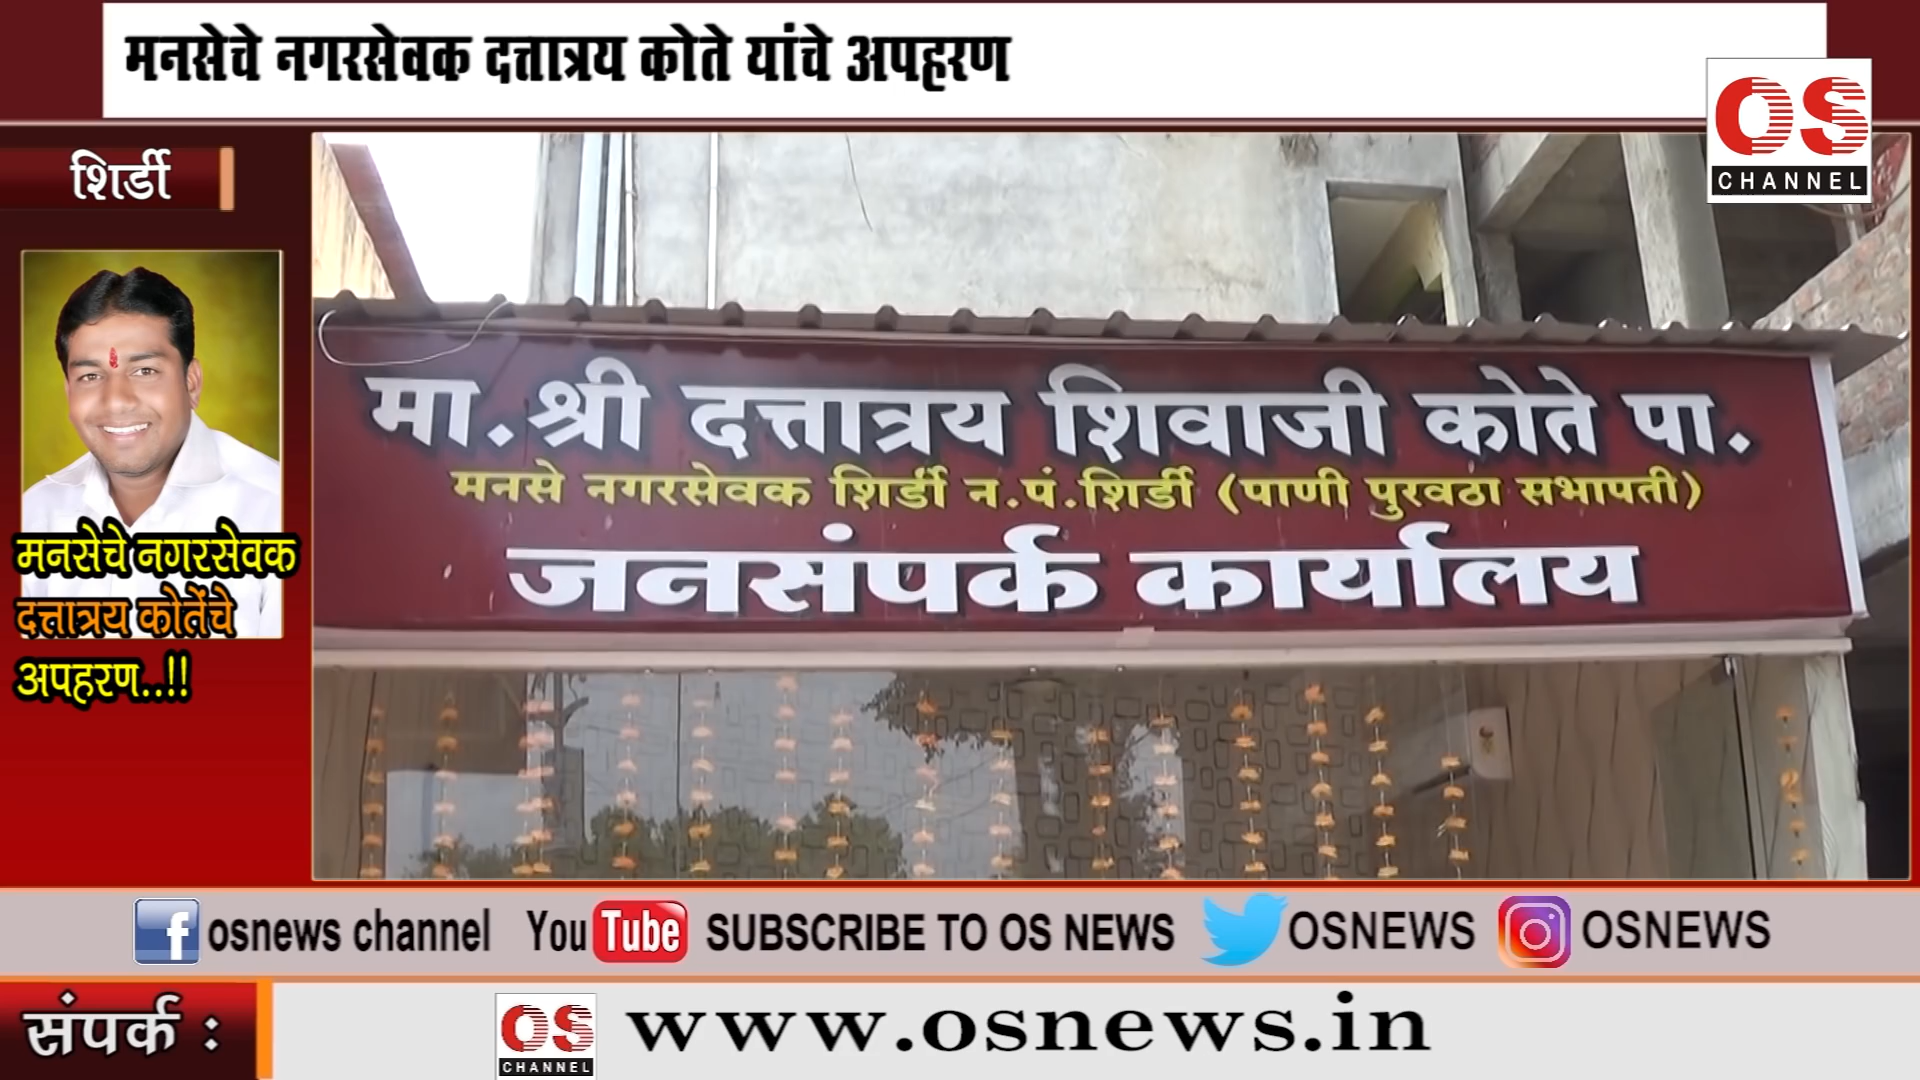 मनसेचे नगरसेवक दत्तात्रय कोते यांचे अपहरण
OS
CHANNEL
शिर्डी
मनसेचे नगरसेवक
दत्तात्रय कोतेंचे
अपहरण..!!
मा.श्री दत्तात्रय शिवाजी कोते पा.
मनसे नगरसेवक शिर्डी न.पं.शिर्डी (पाणी पुरवठा सभापती)
जनसंपर्क कार्यालय
f osnews channel You Tube SUBSCRIBE TO OS NEWS OSNEWS OSNEWS
संपर्क :
OS
CHANNEL
www.osnews.in